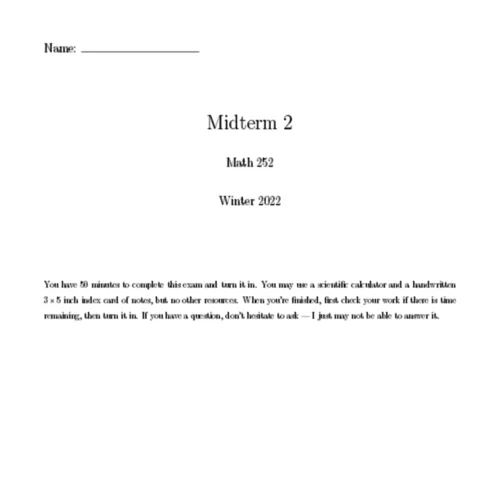 Name:
Midterm 2
Math 252
Winter 2022
You have 50 minutes to complete this exam and turn it in. You may use a scientific calculator and a handwritten
3 × 5 inch index card of notes, but no other resources. When you're finished, first check your work if there is time
remaining, then turn it in. If you have a question, don't hesitate to ask — I just may not be able to answer it.